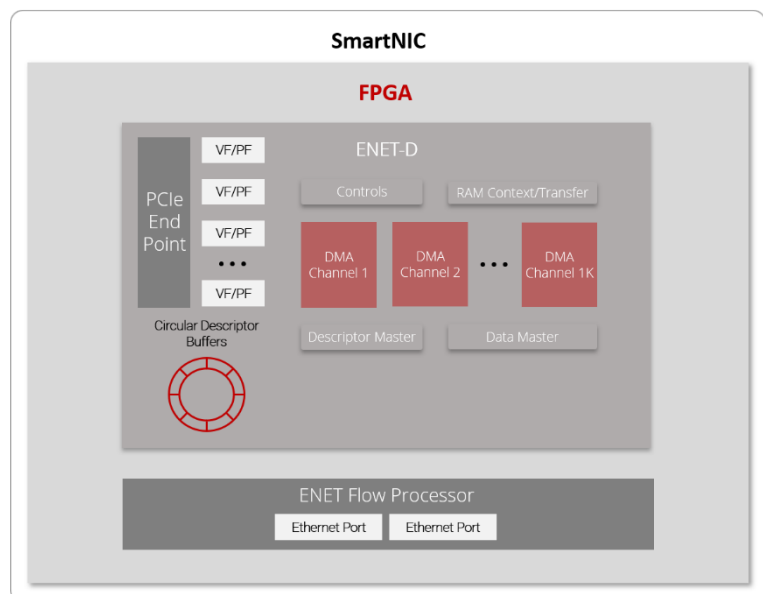 SmartNIC
FPGA
ENET-D
PCIe
End
Point
VF/PF
VF/PF
VF/PF
VF/PF
Controls
RAM Context/Transfer
DMA
Channel 1
DMA
Channel 2
DMA
Channel 1K
Circular Descriptor
Buffers
Descriptor Master
Data Master
ENET Flow Processor
Ethernet Port
Ethernet Port